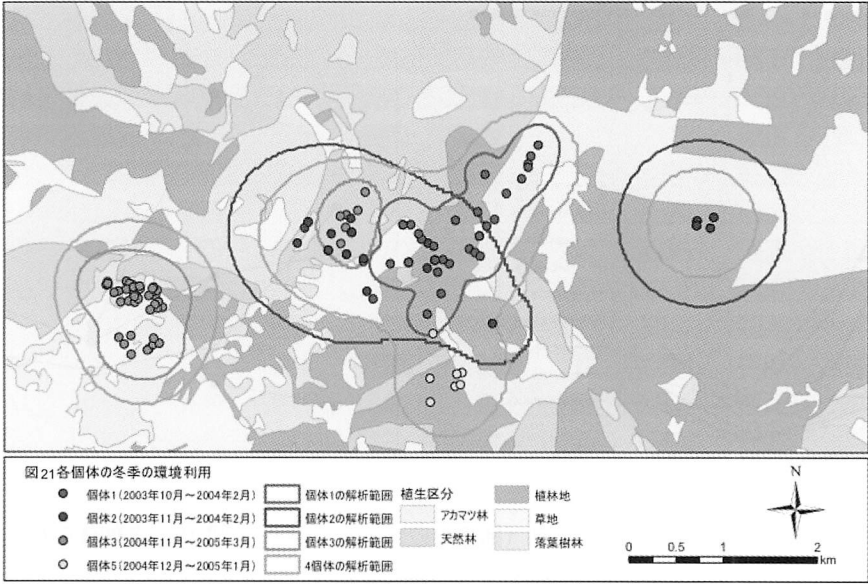 図21各個体の冬季の環境利用
個体1(2003年10月～2004年2月)
個体2(2003年11月～2004年2月)
個体3(2004年11月～2005年3月)
個体5(2004年12月～2005年1月)
個体1の解析範囲
個体2の解析範囲
個体3の解析範囲
4個体の解析範囲
植生区分
アカマツ林
天然林
植林地
草地
落葉樹林
N
0 0.5 1 2
km